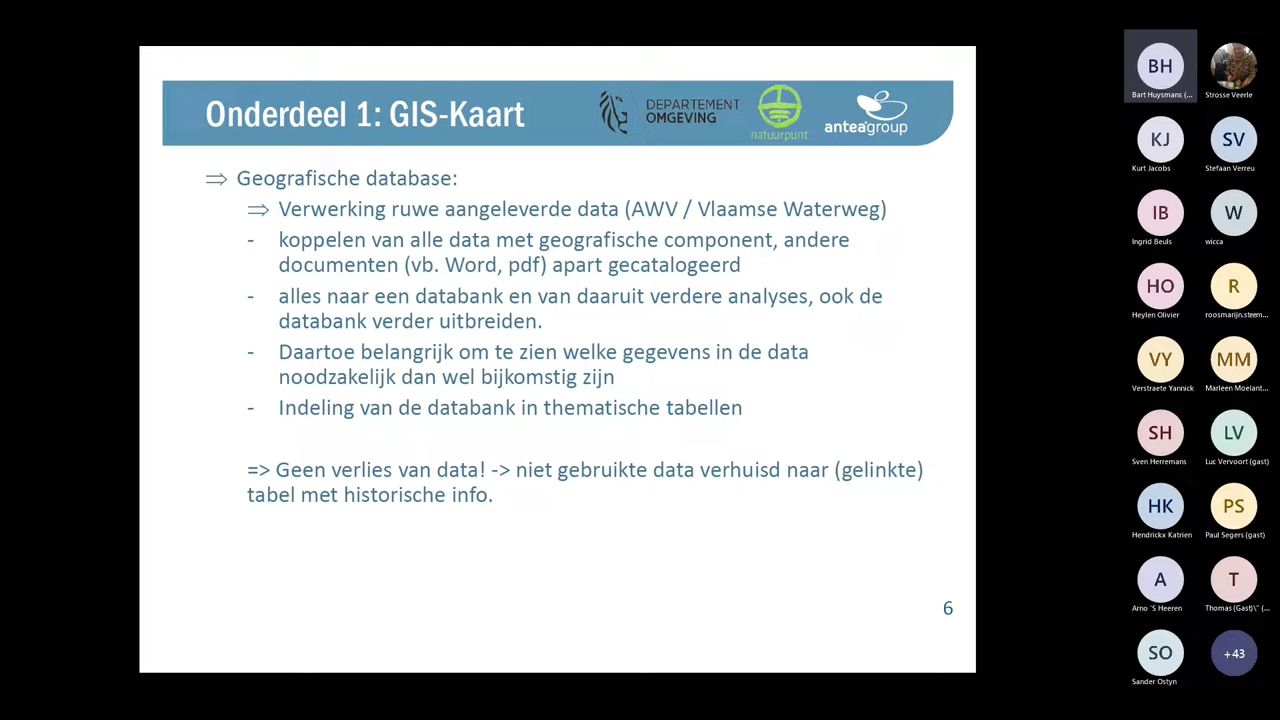 Onderdeel 1: GIS-Kaart
DEPARTEMENT
OMGEVING
natuurpunt
anteagroup
⇒ Geografische database:
⇒ Verwerking ruwe aangeleverde data (AWV / Vlaamse Waterweg)
- koppelen van alle data met geografische component, andere
documenten (vb. Word, pdf) apart gecatalogeerd
- alles naar een databank en van daaruit verdere analyses, ook de
databank verder uitbreiden.
- Daartoe belangrijk om te zien welke gegevens in de data
noodzakelijk dan wel bijkomstig zijn
- Indeling van de databank in thematische tabellen
=> Geen verlies van data! -> niet gebruikte data verhuisd naar (gelinkte)
tabel met historische info.
6
BH
Bart Huysmans (...
Strosse Veerle
KJ
Kurt Jacobs
SV
Stefaan Verreu
IB
Ingrid Beuls
W
wicca
HO
Heylen Olivier
R
roosmarijn.steem...
VY
Verstraete Yannick
MM
Marleen Moelant...
SH
Sven Herremans
LV
Luc Vervoort (gast)
HK
Hendrickx Katrien
PS
Paul Segers (gast)
A
Arno ´S Heeren
T
Thomas (Gast)\" (...
SO
Sander Ostyn
+43